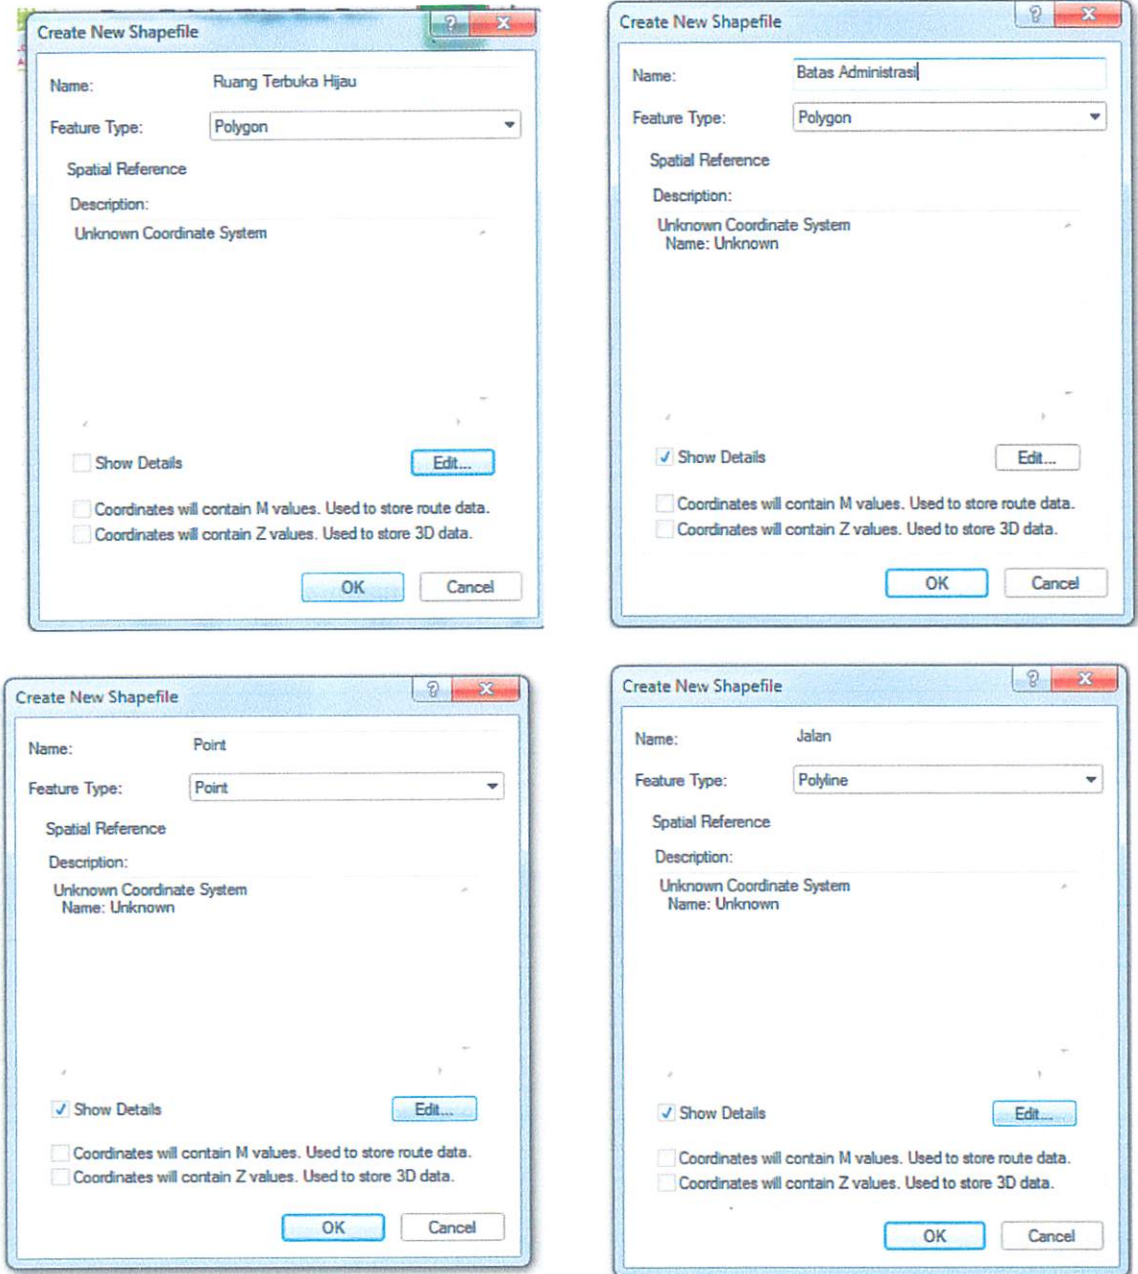 Create New Shapefile
Name: Ruang Terbuka Hijau
Feature Type: Polygon
Spatial Reference
Description:
Unknown Coordinate System
Show Details Edit...
Coordinates will contain M values. Used to store route data.
Coordinates will contain Z values. Used to store 3D data.
OK Cancel
Create New Shapefile
Name: Batas Administrasi
Feature Type: Polygon
Spatial Reference
Description:
Unknown Coordinate System
Name: Unknown
Show Details Edit...
Coordinates will contain M values. Used to store route data.
Coordinates will contain Z values. Used to store 3D data.
OK Cancel
Create New Shapefile
Name: Point
Feature Type: Point
Spatial Reference
Description:
Unknown Coordinate System
Name: Unknown
Show Details Edit...
Coordinates will contain M values. Used to store route data.
Coordinates will contain Z values. Used to store 3D data.
OK Cancel
Create New Shapefile
Name: Jalan
Feature Type: Polyline
Spatial Reference
Description:
Unknown Coordinate System
Name: Unknown
Show Details Edit...
Coordinates will contain M values. Used to store route data.
Coordinates will contain Z values. Used to store 3D data.
OK Cancel